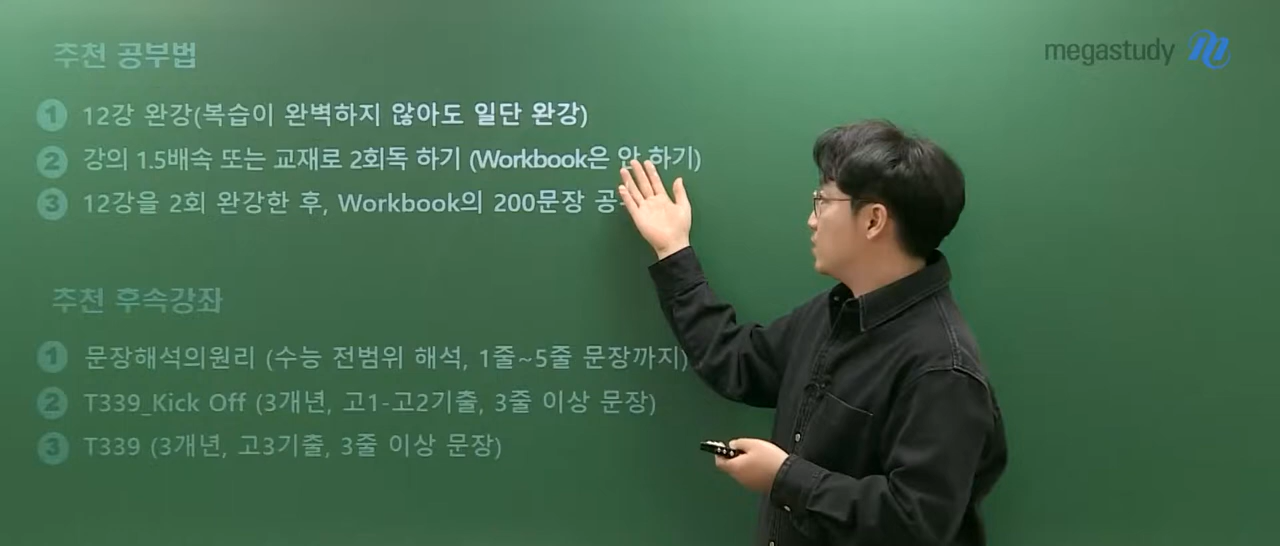 megastudy
추천 공부법
1 12강 완강(복습이 완벽하지 않아도 일단 완강)
2 강의 1.5배속 또는 교재로 2회독 하기 (Workbook은 안 하기)
3 12강을 2회 완강한 후, Workbook의 200문장
추천 후속강좌
1 문장해석의원리 (수능 전범위 해석, 1줄~5줄 문장까지)
2 T339_Kick Off (3개년, 고1-고2기출, 3줄 이상 문장)
3 T339 (3개년, 고3기출, 3줄 이상 문장)